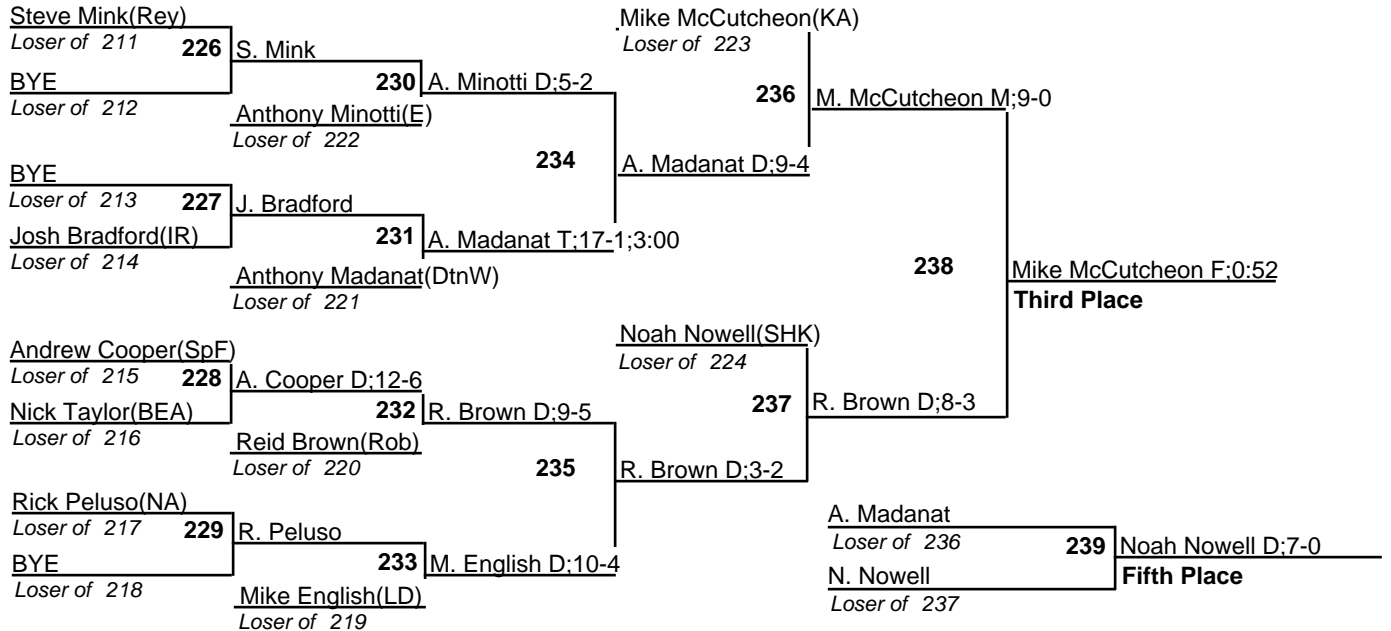 Steve Mink(Rey)
Loser of 211
226
S. Mink
BYE
Loser of 212
230
A. Minotti D;5-2
Anthony Minotti(E)
Loser of 222
BYE
Loser of 213
227
J. Bradford
Josh Bradford(IR)
Loser of 214
231
A. Madanat T;17-1;3:00
Anthony Madanat(DtnW)
Loser of 221
234
A. Madanat D;9-4
Mike McCutcheon(KA)
Loser of 223
236
M. McCutcheon M;9-0
Andrew Cooper(SpF)
Loser of 215
228
A. Cooper D;12-6
Nick Taylor(BEA)
Loser of 216
232
R. Brown D;9-5
Reid Brown(Rob)
Loser of 220
Rick Peluso(NA)
Loser of 217
229
R. Peluso
BYE
Loser of 218
233
M. English D;10-4
Mike English(LD)
Loser of 219
235
R. Brown D;3-2
Noah Nowell(SHK)
Loser of 224
237
R. Brown D;8-3
238
Mike McCutcheon F;0:52
Third Place
A. Madanat
Loser of 236
239
Noah Nowell D;7-0
Fifth Place
N. Nowell
Loser of 237